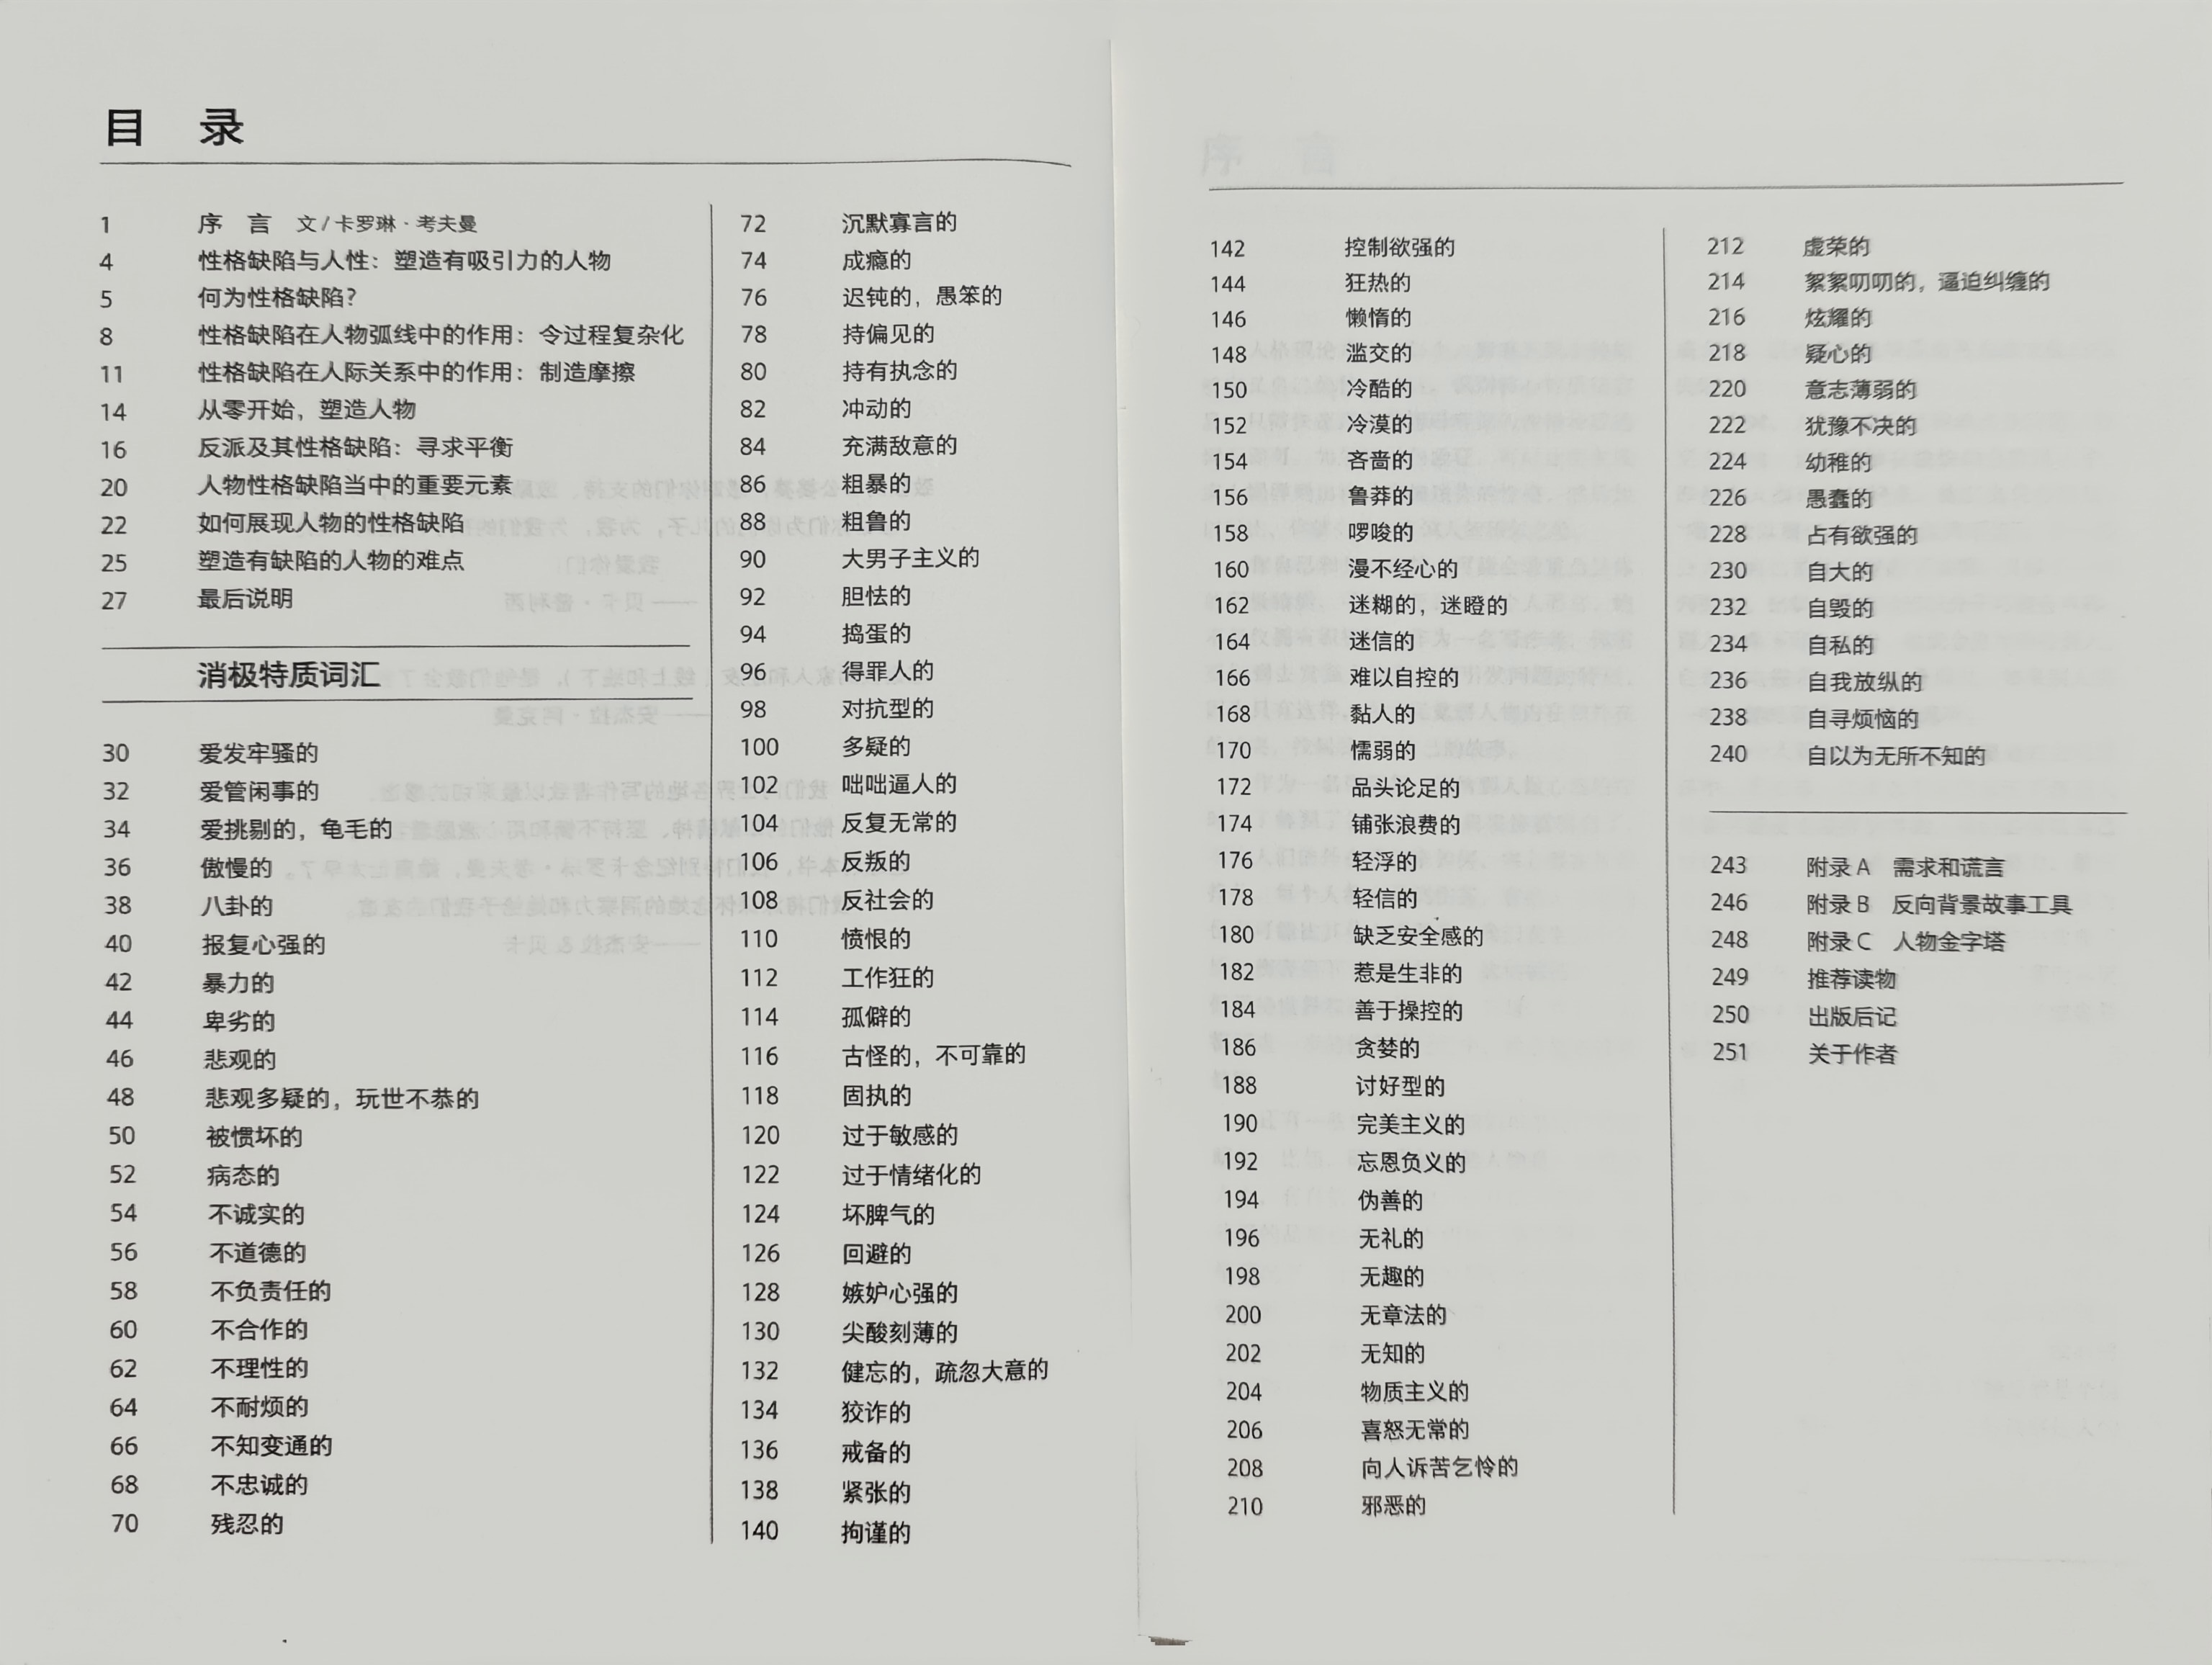 目 录
1 序 言 文/卡罗琳·考夫曼
4 性格缺陷与人性：塑造有吸引力的人物
5 何为性格缺陷？
8 性格缺陷在人物弧线中的作用：令过程复杂化
11 性格缺陷在人际关系中的作用：制造摩擦
14 从零开始，塑造人物
16 反派及其性格缺陷：寻求平衡
20 人物性格缺陷当中的重要元素
22 如何展现人物的性格缺陷
25 塑造有缺陷的人物的难点
27 最后说明
消极特质词汇
30 爱发牢骚的
32 爱管闲事的
34 爱挑剔的，龟毛的
36 傲慢的
38 八卦的
40 报复心强的
42 暴力的
44 卑劣的
46 悲观的
48 悲观多疑的，玩世不恭的
50 被惯坏的
52 病态的
54 不诚实的
56 不道德的
58 不负责任的
60 不合作的
62 不理性的
64 不耐烦的
66 不知变通的
68 不忠诚的
70 残忍的
72 沉默寡言的
74 成瘾的
76 迟钝的，愚笨的
78 持偏见的
80 持有执念的
82 冲动的
84 充满敌意的
86 粗暴的
88 粗鲁的
90 大男子主义的
92 胆怯的
94 捣蛋的
96 得罪人的
98 对抗型的
100 多疑的
102 咄咄逼人的
104 反复无常的
106 反叛的
108 反社会的
110 愤恨的
112 工作狂的
114 孤僻的
116 古怪的，不可靠的
118 固执的
120 过于敏感的
122 过于情绪化的
124 坏脾气的
126 回避的
128 嫉妒心强的
130 尖酸刻薄的
132 健忘的，疏忽大意的
134 狡诈的
136 戒备的
138 紧张的
140 拘谨的
142 控制欲强的
144 狂热的
146 懒惰的
148 滥交的
150 冷酷的
152 冷漠的
154 吝啬的
156 鲁莽的
158 啰唆的
160 漫不经心的
162 迷糊的，迷瞪的
164 迷信的
166 难以自控的
168 黏人的
170 懦弱的
172 品头论足的
174 铺张浪费的
176 轻浮的
178 轻信的
180 缺乏安全感的
182 惹是生非的
184 善于操控的
186 贪婪的
188 讨好型的
190 完美主义的
192 忘恩负义的
194 伪善的
196 无礼的
198 无趣的
200 无章法的
202 无知的
204 物质主义的
206 喜怒无常的
208 向人诉苦乞怜的
210 邪恶的
212 虚荣的
214 絮絮叨叨的，逼迫纠缠的
216 炫耀的
218 疑心的
220 意志薄弱的
222 犹豫不决的
224 幼稚的
226 愚蠢的
228 占有欲强的
230 自大的
232 自毁的
234 自私的
236 自我放纵的
238 自寻烦恼的
240 自以为无所不知的
243 附录A 需求和谎言
246 附录B 反向背景故事工具
248 附录C 人物金字塔
249 推荐读物
250 出版后记
251 关于作者